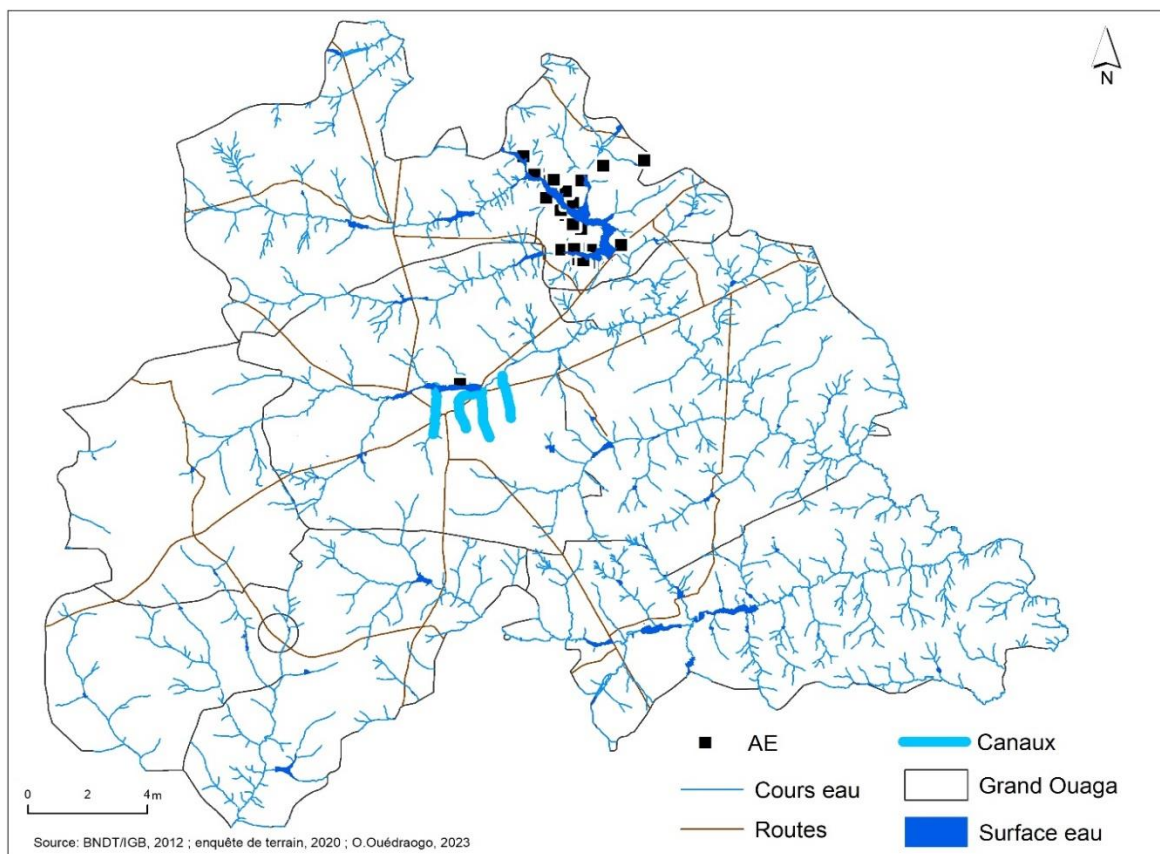 N
AE
Canaux
Cours eau
Grand Ouaga
Routes
Surface eau
0 2 4 m
Source: BNDT/IGB, 2012 ; enquête de terrain, 2020 ; O.Ouédraogo, 2023